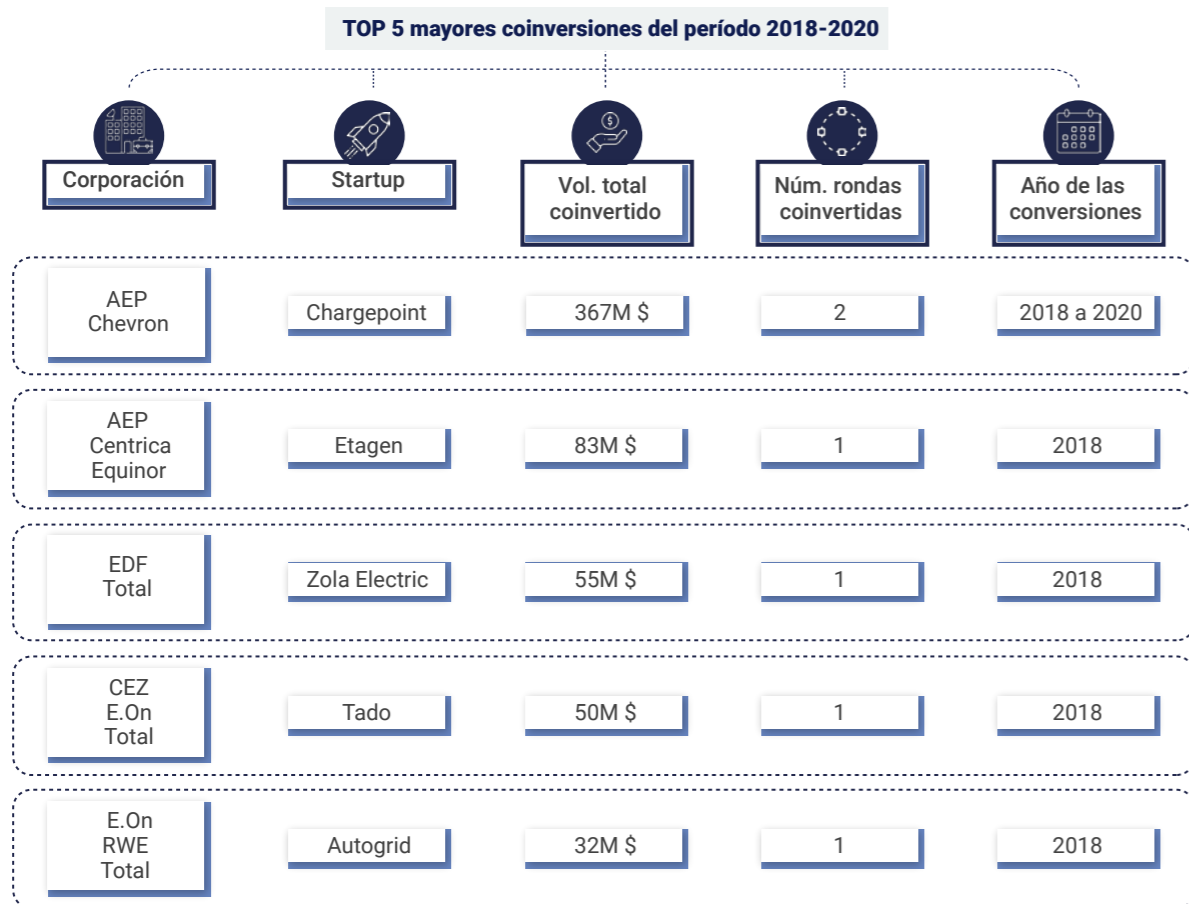 TOP 5 mayores coinversiones del período 2018-2020
Corporación
Startup
Vol. total
coinvertido
Núm. rondas
coinvertidas
Año de las
conversiones
AEP
Chevron
Chargepoint
367M $
2
2018 a 2020
AEP
Centrica
Equinor
Etagen
83M $
1
2018
EDF
Total
Zola Electric
55M $
1
2018
CEZ
E.On
Total
Tado
50M $
1
2018
E.On
RWE
Total
Autogrid
32M $
1
2018